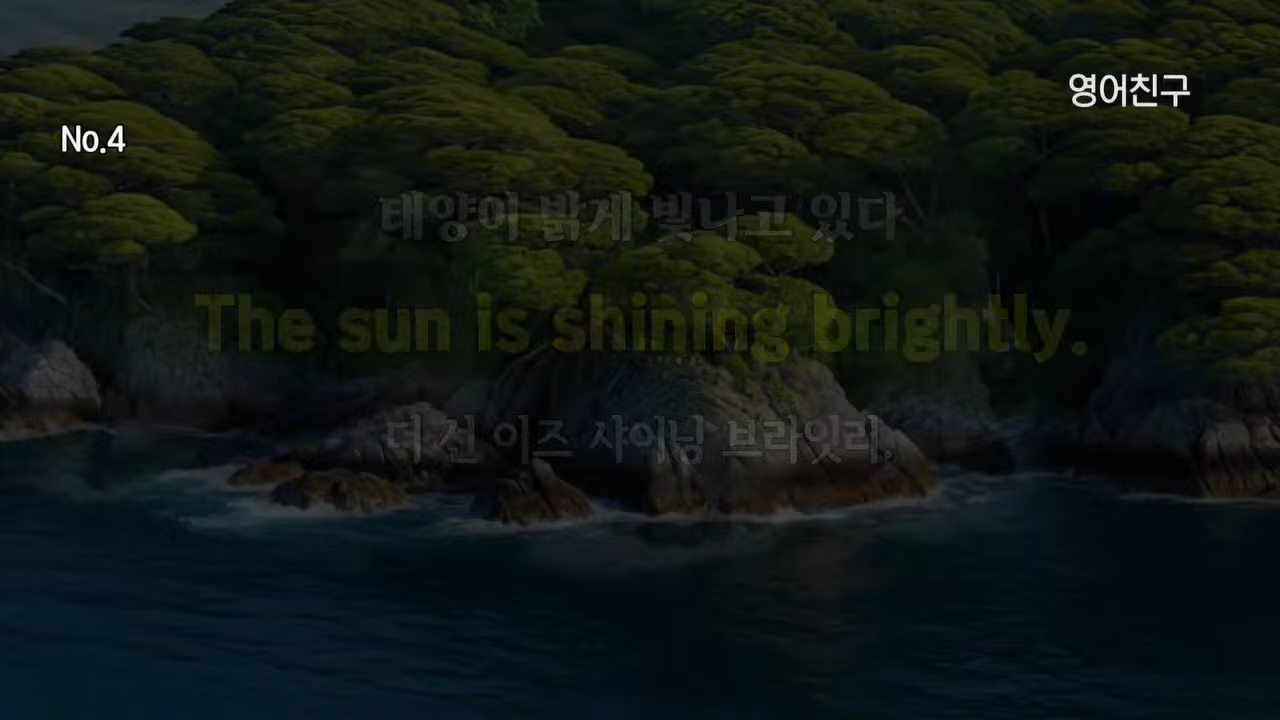 영어친구
No.4
태양이 밝게 빛나고 있다
The sun is shining brightly.
더 선 이즈 샤이닝 브라잇리.